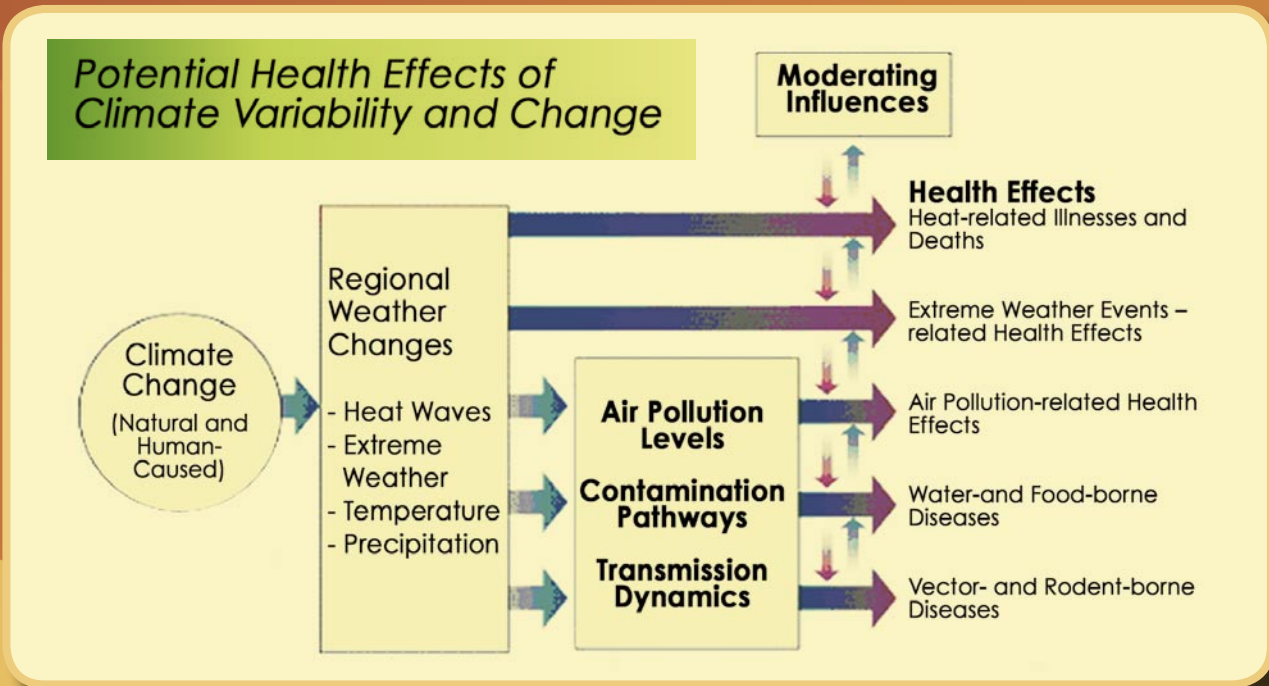 Potential Health Effects of
Climate Variability and Change
Moderating
Influences
Health Effects
Heat-related Illnesses and
Deaths
Regional
Weather
Changes
- Heat Waves
- Extreme
Weather
- Temperature
- Precipitation
Extreme Weather Events –
related Health Effects
Climate
Change
(Natural and
Human-
Caused)
Air Pollution
Levels
Contamination
Pathways
Transmission
Dynamics
Air Pollution-related Health
Effects
Water-and Food-borne
Diseases
Vector- and Rodent-borne
Diseases